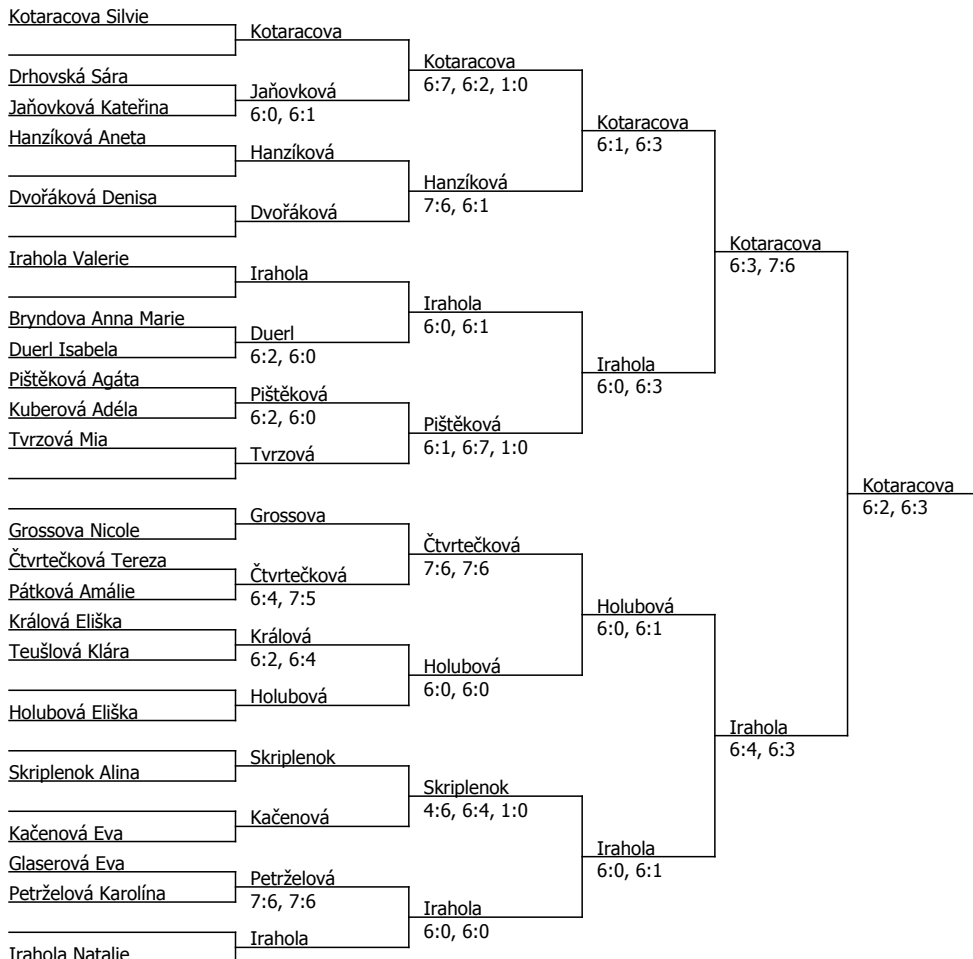 Kotaracova Silvie
Kotaracova
Kotaracova
6:7, 6:2, 1:0
Drhovská Sára
Jaňovková
6:0, 6:1
Jaňovková Kateřina
Kotaracova
6:1, 6:3
Hanzíková Aneta
Hanzíková
Hanzíková
7:6, 6:1
Dvořáková Denisa
Dvořáková
Kotaracova
6:3, 7:6
Irahola Valerie
Irahola
Irahola
6:0, 6:1
Bryndova Anna Marie
Duerl
6:2, 6:0
Duerl Isabela
Irahola
6:0, 6:3
Pištěková Agáta
Pištěková
6:2, 6:0
Kuberová Adéla
Pištěková
6:1, 6:7, 1:0
Tvrzová Mia
Tvrzová
Kotaracova
6:2, 6:3
Grossova
Grossova Nicole
Čtvrtečková
7:6, 7:6
Čtvrtečková Tereza
Čtvrtečková
6:4, 7:5
Pátková Amálie
Holubová
6:0, 6:1
Králová Eliška
Králová
6:2, 6:4
Teušlová Klára
Holubová
6:0, 6:0
Holubová
Holubová Eliška
Irahola
6:4, 6:3
Skriplenok
Skriplenok Alina
Skriplenok
4:6, 6:4, 1:0
Kačenová
Kačenová Eva
Irahola
6:0, 6:1
Glaserová Eva
Petrželová
7:6, 7:6
Petrželová Karolína
Irahola
6:0, 6:0
Irahola
Irahola Natalie